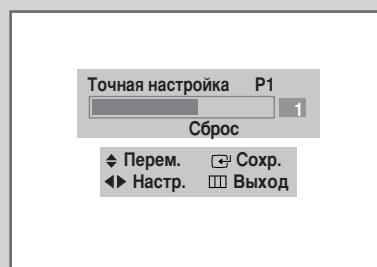 Точная настройка P1
1
Сброс
Перем. Сохр.
Настр. Выход